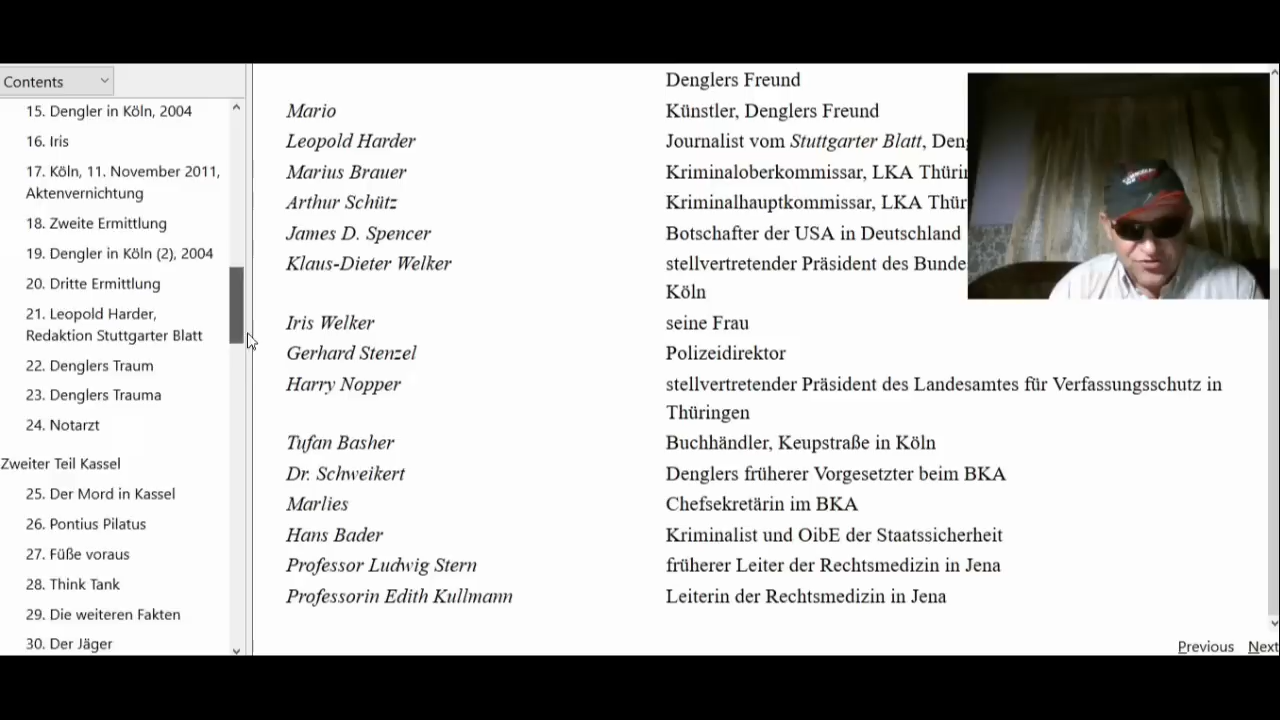 Contents
15. Dengler in Köln, 2004
16. Iris
17. Köln, 11. November 2011,
Aktenvernichtung
18. Zweite Ermittlung
19. Dengler in Köln (2), 2004
20. Dritte Ermittlung
21. Leopold Harder,
Redaktion Stuttgarter Blatt
22. Denglers Traum
23. Denglers Trauma
24. Notarzt
Zweiter Teil Kassel
25. Der Mord in Kassel
26. Pontius Pilatus
27. Füße voraus
28. Think Tank
29. Die weiteren Fakten
30. Der Jäger
Denglers Freund
Mario Künstler, Denglers Freund
Leopold Harder Journalist vom Stuttgarter Blatt,
Marius Brauer Kriminaloberkommissar, LKA
Arthur Schütz Kriminalhauptkommissar, LKA
James D. Spencer Botschafter der USA in Deutschland
Klaus-Dieter Welker stellvertretender Präsident des
Köln
Iris Welker seine Frau
Gerhard Stenzel Polizeidirektor
Harry Nopper stellvertretender Präsident des Landesamtes für Verfassungsschutz in
Thüringen
Tufan Basher Buchhändler, Keupstraße in Köln
Dr. Schweikert Denglers früherer Vorgesetzter beim BKA
Marlies Chefsekretärin im BKA
Hans Bader Kriminalist und OibE der Staatssicherheit
Professor Ludwig Stern früherer Leiter der Rechtsmedizin in Jena
Professorin Edith Kullmann Leiterin der Rechtsmedizin in Jena
Previous Next